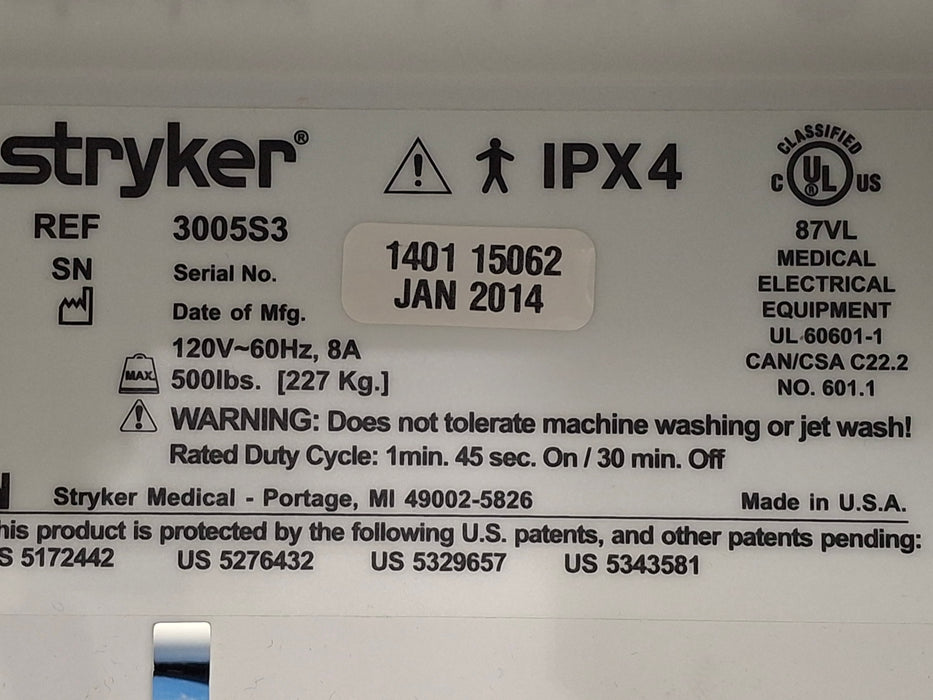 stryker®
IPX4
REF 3005S3
SN Serial No. 1401 15062
Date of Mfg. JAN 2014
120V~60Hz, 8A
MAX. 500lbs. [227 Kg.]
CLASSIFIED
C UL® US
87VL
MEDICAL
ELECTRICAL
EQUIPMENT
UL 60601-1
CAN/CSA C22.2
NO. 601.1
WARNING: Does not tolerate machine washing or jet wash!
Rated Duty Cycle: 1min. 45 sec. On / 30 min. Off
Stryker Medical - Portage, MI 49002-5826 Made in U.S.A.
his product is protected by the following U.S. patents, and other patents pending:
S 5172442 US 5276432 US 5329657 US 5343581